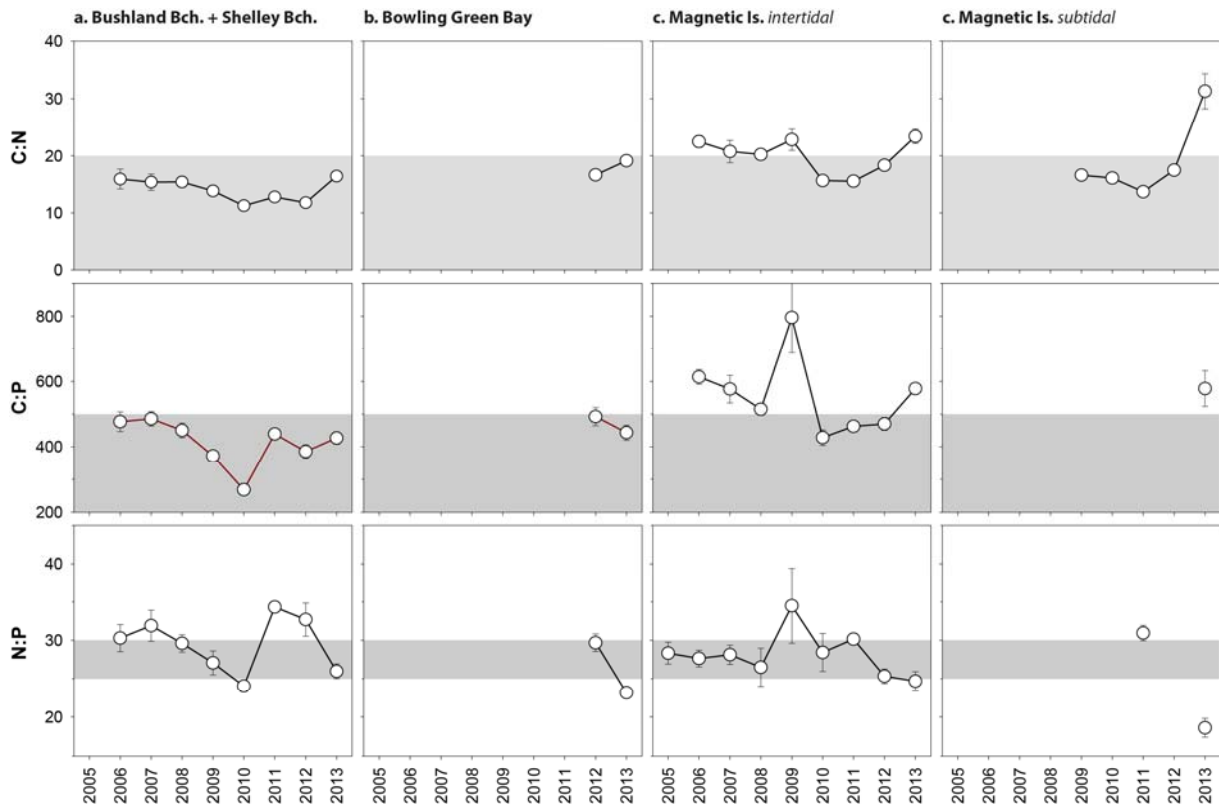 a. Bushland Bch. + Shelley Bch.
b. Bowling Green Bay
c. Magnetic Is. intertidal
c. Magnetic Is. subtidal
C:N
40
30
20
10
0
C:P
800
600
400
200
N:P
40
30
20
2005 2006 2007 2008 2009 2010 2011 2012 2013
2005 2006 2007 2008 2009 2010 2011 2012 2013
2005 2006 2007 2008 2009 2010 2011 2012 2013
2005 2006 2007 2008 2009 2010 2011 2012 2013